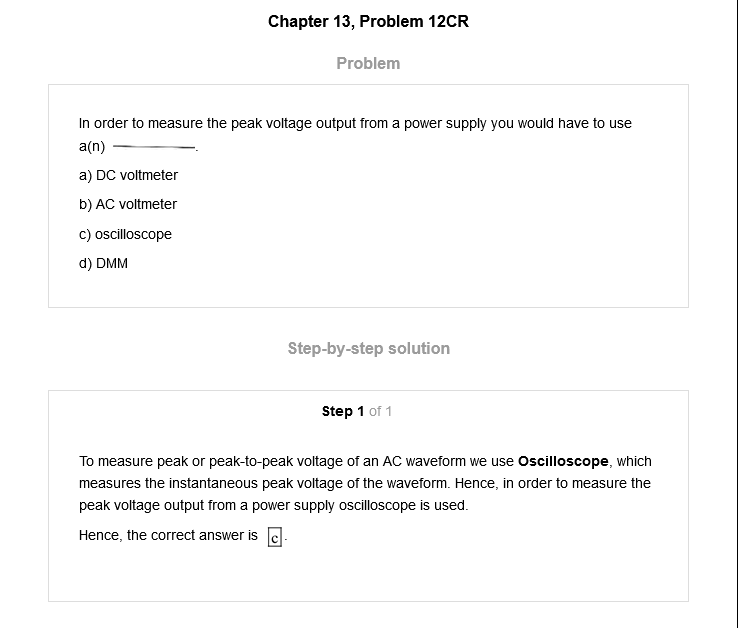 Chapter 13, Problem 12CR
Problem
In order to measure the peak voltage output from a power supply you would have to use
a(n) ________.
a) DC voltmeter
b) AC voltmeter
c) oscilloscope
d) DMM
Step-by-step solution
Step 1 of 1
To measure peak or peak-to-peak voltage of an AC waveform we use Oscilloscope, which
measures the instantaneous peak voltage of the waveform. Hence, in order to measure the
peak voltage output from a power supply oscilloscope is used.
Hence, the correct answer is c.